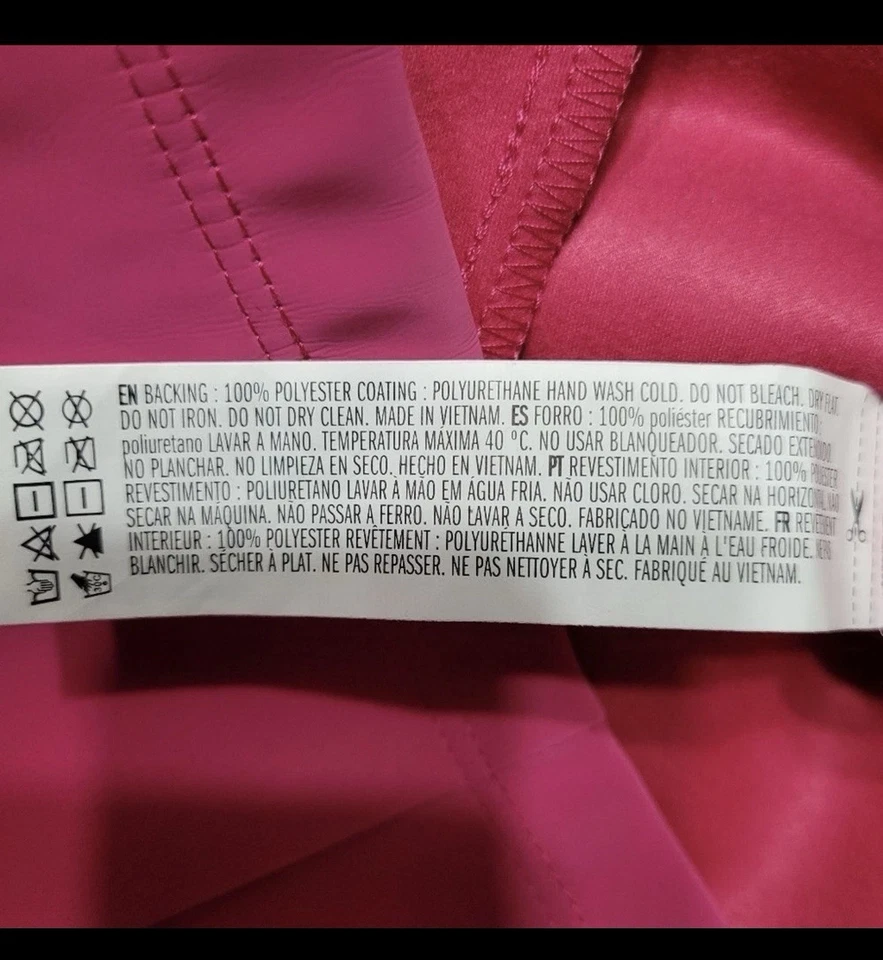 EN BACKING : 100% POLYESTER COATING : POLYURETHANE HAND WASH COLD. DO NOT BLEACH. DRY FLAT.
DO NOT IRON. DO NOT DRY CLEAN. MADE IN VIETNAM. ES FORRO : 100% poliéster RECUBRIMIENTO:
poliuretano LAVAR A MANO. TEMPERATURA MÁXIMA 40 ºC. NO USAR BLANQUEADOR. SECADO EXTENDIDO.
NO PLANCHAR. NO LIMPIEZA EN SECO. HECHO EN VIETNAM. PT REVESTIMENTO INTERIOR : 100% POLIÉSTER
REVESTIMENTO : POLIURETANO LAVAR À MÃO EM ÁGUA FRIA. NÃO USAR CLORO. SECAR NA HORIZONTAL. NÃO
SECAR NA MÁQUINA. NÃO PASSAR A FERRO. NÃO LAVAR A SECO. FABRICADO NO VIETNAME. FR REVÊTEMENT
INTERIEUR : 100% POLYESTER REVÊTEMENT : POLYURETHANNE LAVER À LA MAIN À L'EAU FROIDE. NE PAS
BLANCHIR. SÉCHER À PLAT. NE PAS REPASSER. NE PAS NETTOYER À SEC. FABRIQUÉ AU VIETNAM.
30C